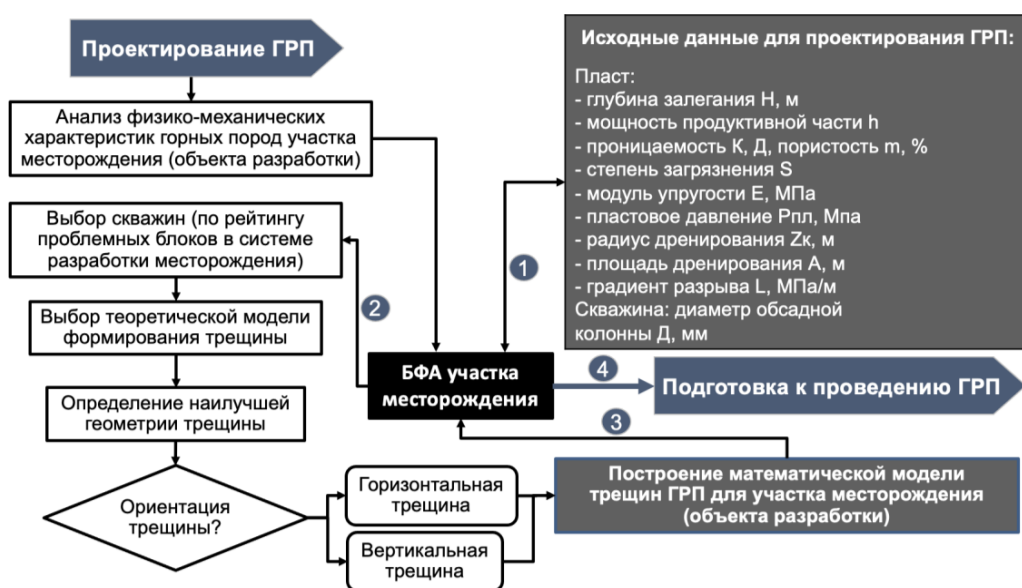 Проектирование ГРП
Анализ физико-механических
характеристик горных пород участка
месторождения (объекта разработки)
Выбор скважин (по рейтингу
проблемных блоков в системе
разработки месторождения)
Выбор теоретической модели
формирования трещины
Определение наилучшей
геометрии трещины
Ориентация
трещины?
Горизонтальная
трещина
Вертикальная
трещина
Исходные данные для проектирования ГРП:
Пласт:
- глубина залегания Н, м
- мощность продуктивной части h
- проницаемость К, Д, пористость m, %
- степень загрязнения S
- модуль упругости Е, МПа
- пластовое давление Рпл, Мпа
- радиус дренирования Zк, м
- площадь дренирования А, м
- градиент разрыва L, МПа/м
Скважина: диаметр обсадной
колонны Д, мм
1
2
БФА участка
месторождения
4
Подготовка к проведению ГРП
3
Построение математической модели
трещин ГРП для участка месторождения
(объекта разработки)